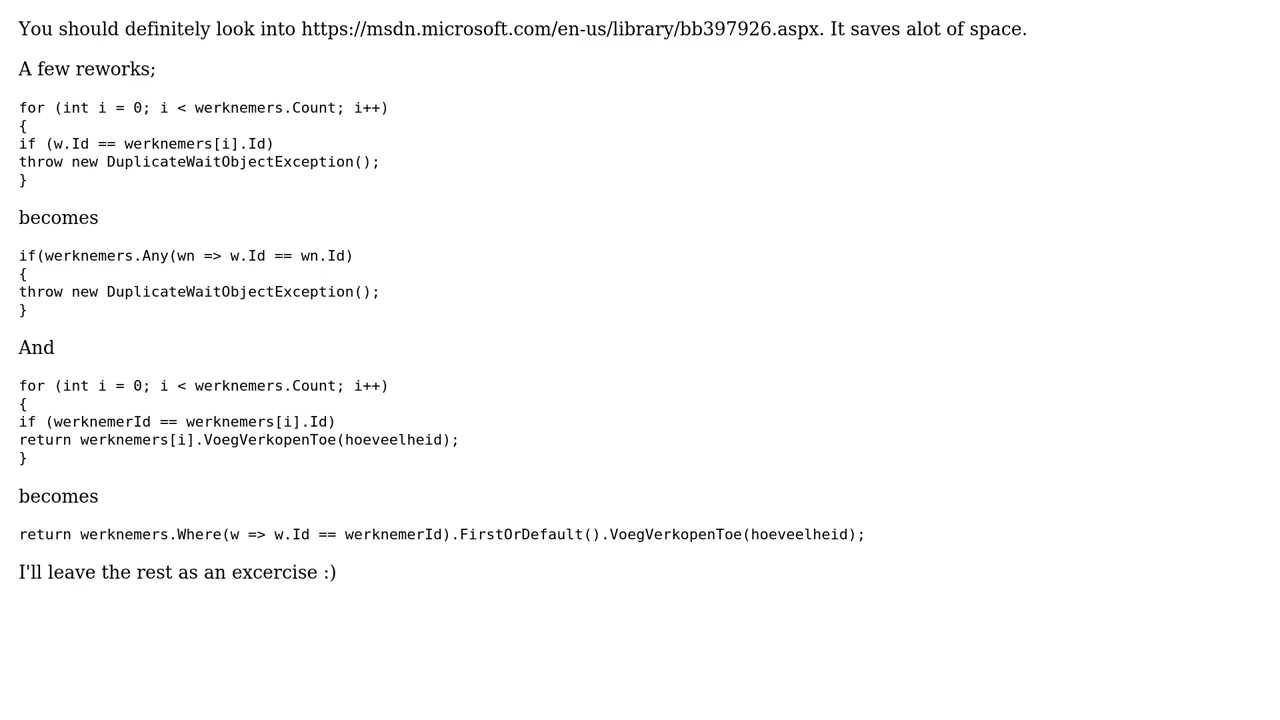 You should definitely look into https://msdn.microsoft.com/en-us/library/bb397926.aspx. It saves alot of space.
A few reworks;
for (int i = 0; i < werknemers.Count; i++)
{
if (w.Id == werknemers[i].Id)
throw new DuplicateWaitObjectException();
}
becomes
if(werknemers.Any(wn => w.Id == wn.Id)
{
throw new DuplicateWaitObjectException();
}
And
for (int i = 0; i < werknemers.Count; i++)
{
if (werknemerId == werknemers[i].Id)
return werknemers[i].VoegVerkopenToe(hoeveelheid);
}
becomes
return werknemers.Where(w => w.Id == werknemerId).FirstOrDefault().VoegVerkopenToe(hoeveelheid);
I'll leave the rest as an excercise :)